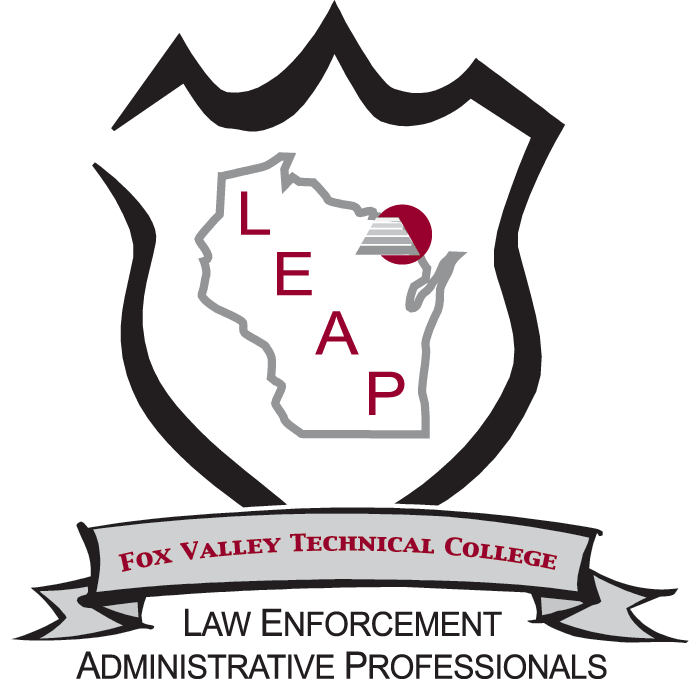 L
E
A
P
FOX VALLEY TECHNICAL COLLEGE
LAW ENFORCEMENT
ADMINISTRATIVE PROFESSIONALS